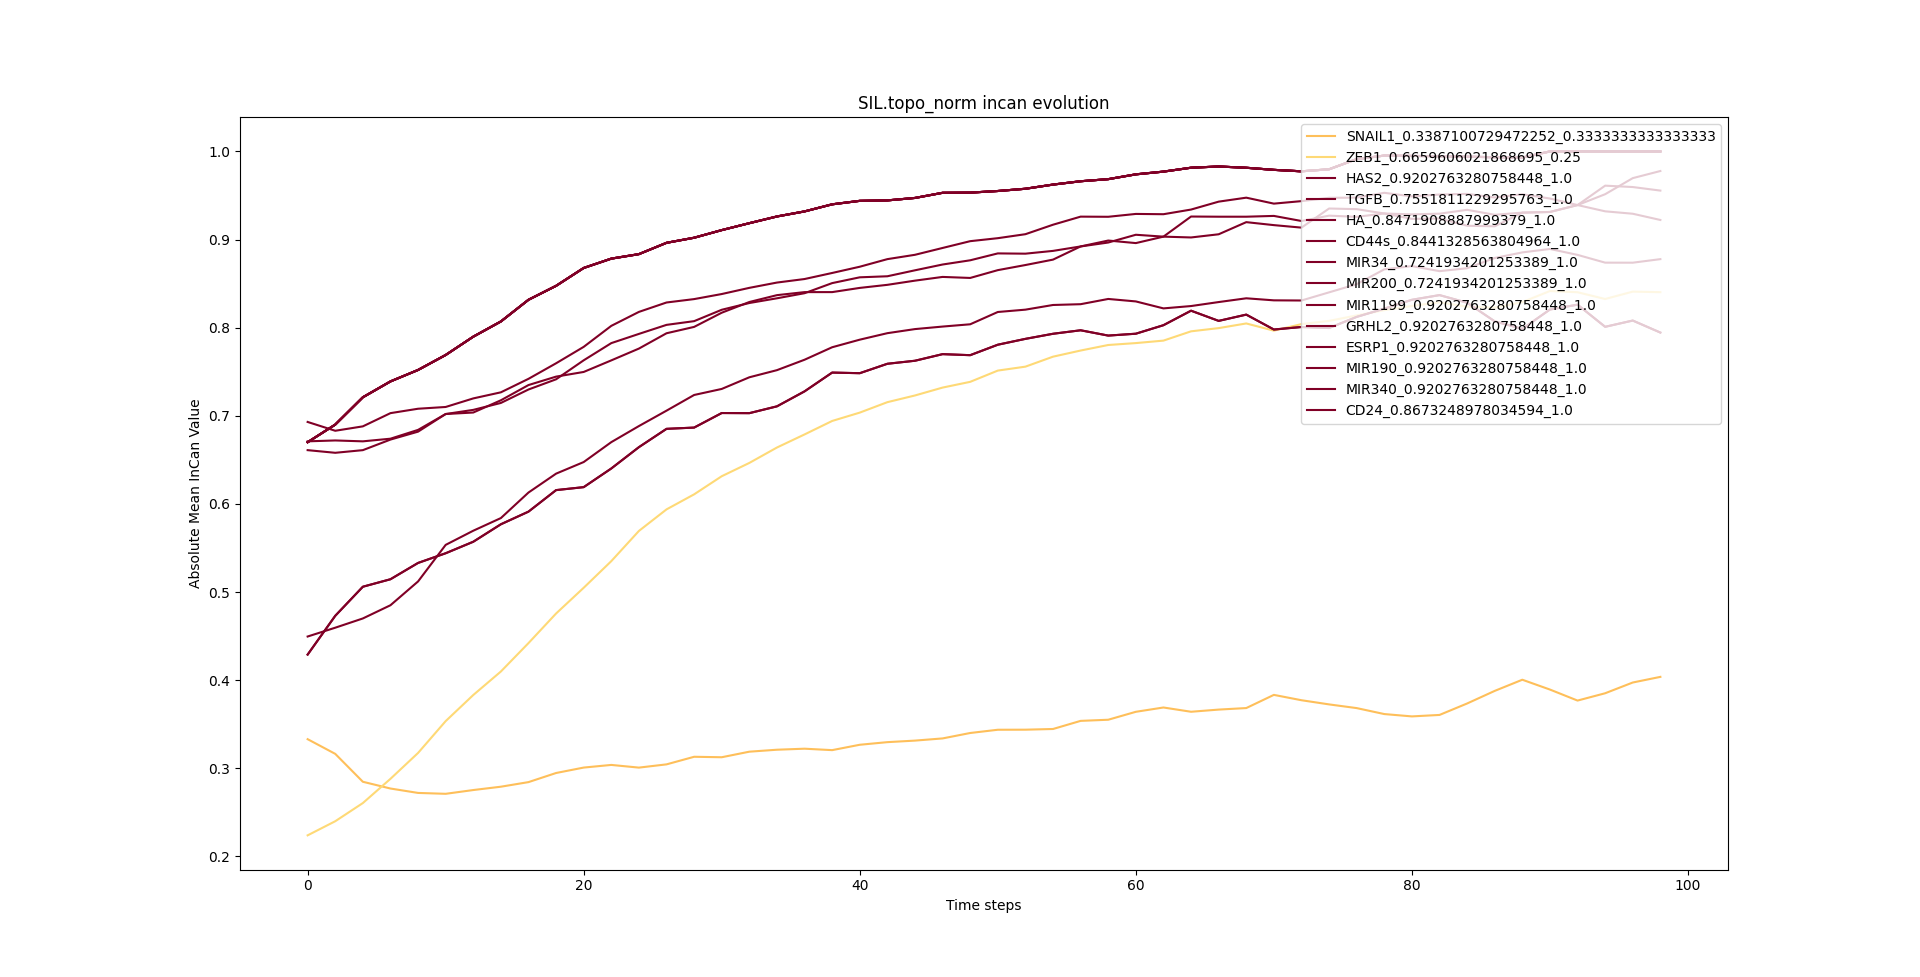 SIL.topo_norm incan evolution
SNAIL1_0.3387100729472252_0.3333333333333333
ZEB1_0.6659606021868695_0.25
HAS2_0.9202763280758448_1.0
TGFB_0.7551811229295763_1.0
HA_0.8471908887999379_1.0
CD44s_0.8441328563804964_1.0
MIR34_0.7241934201253389_1.0
MIR200_0.7241934201253389_1.0
MIR1199_0.9202763280758448_1.0
GRHL2_0.9202763280758448_1.0
ESRP1_0.9202763280758448_1.0
MIR190_0.9202763280758448_1.0
MIR340_0.9202763280758448_1.0
CD24_0.8673248978034594_1.0
Absolute Mean InCan Value
1.0
0.9
0.8
0.7
0.6
0.5
0.4
0.3
0.2
0 20 40 60 80 100
Time steps